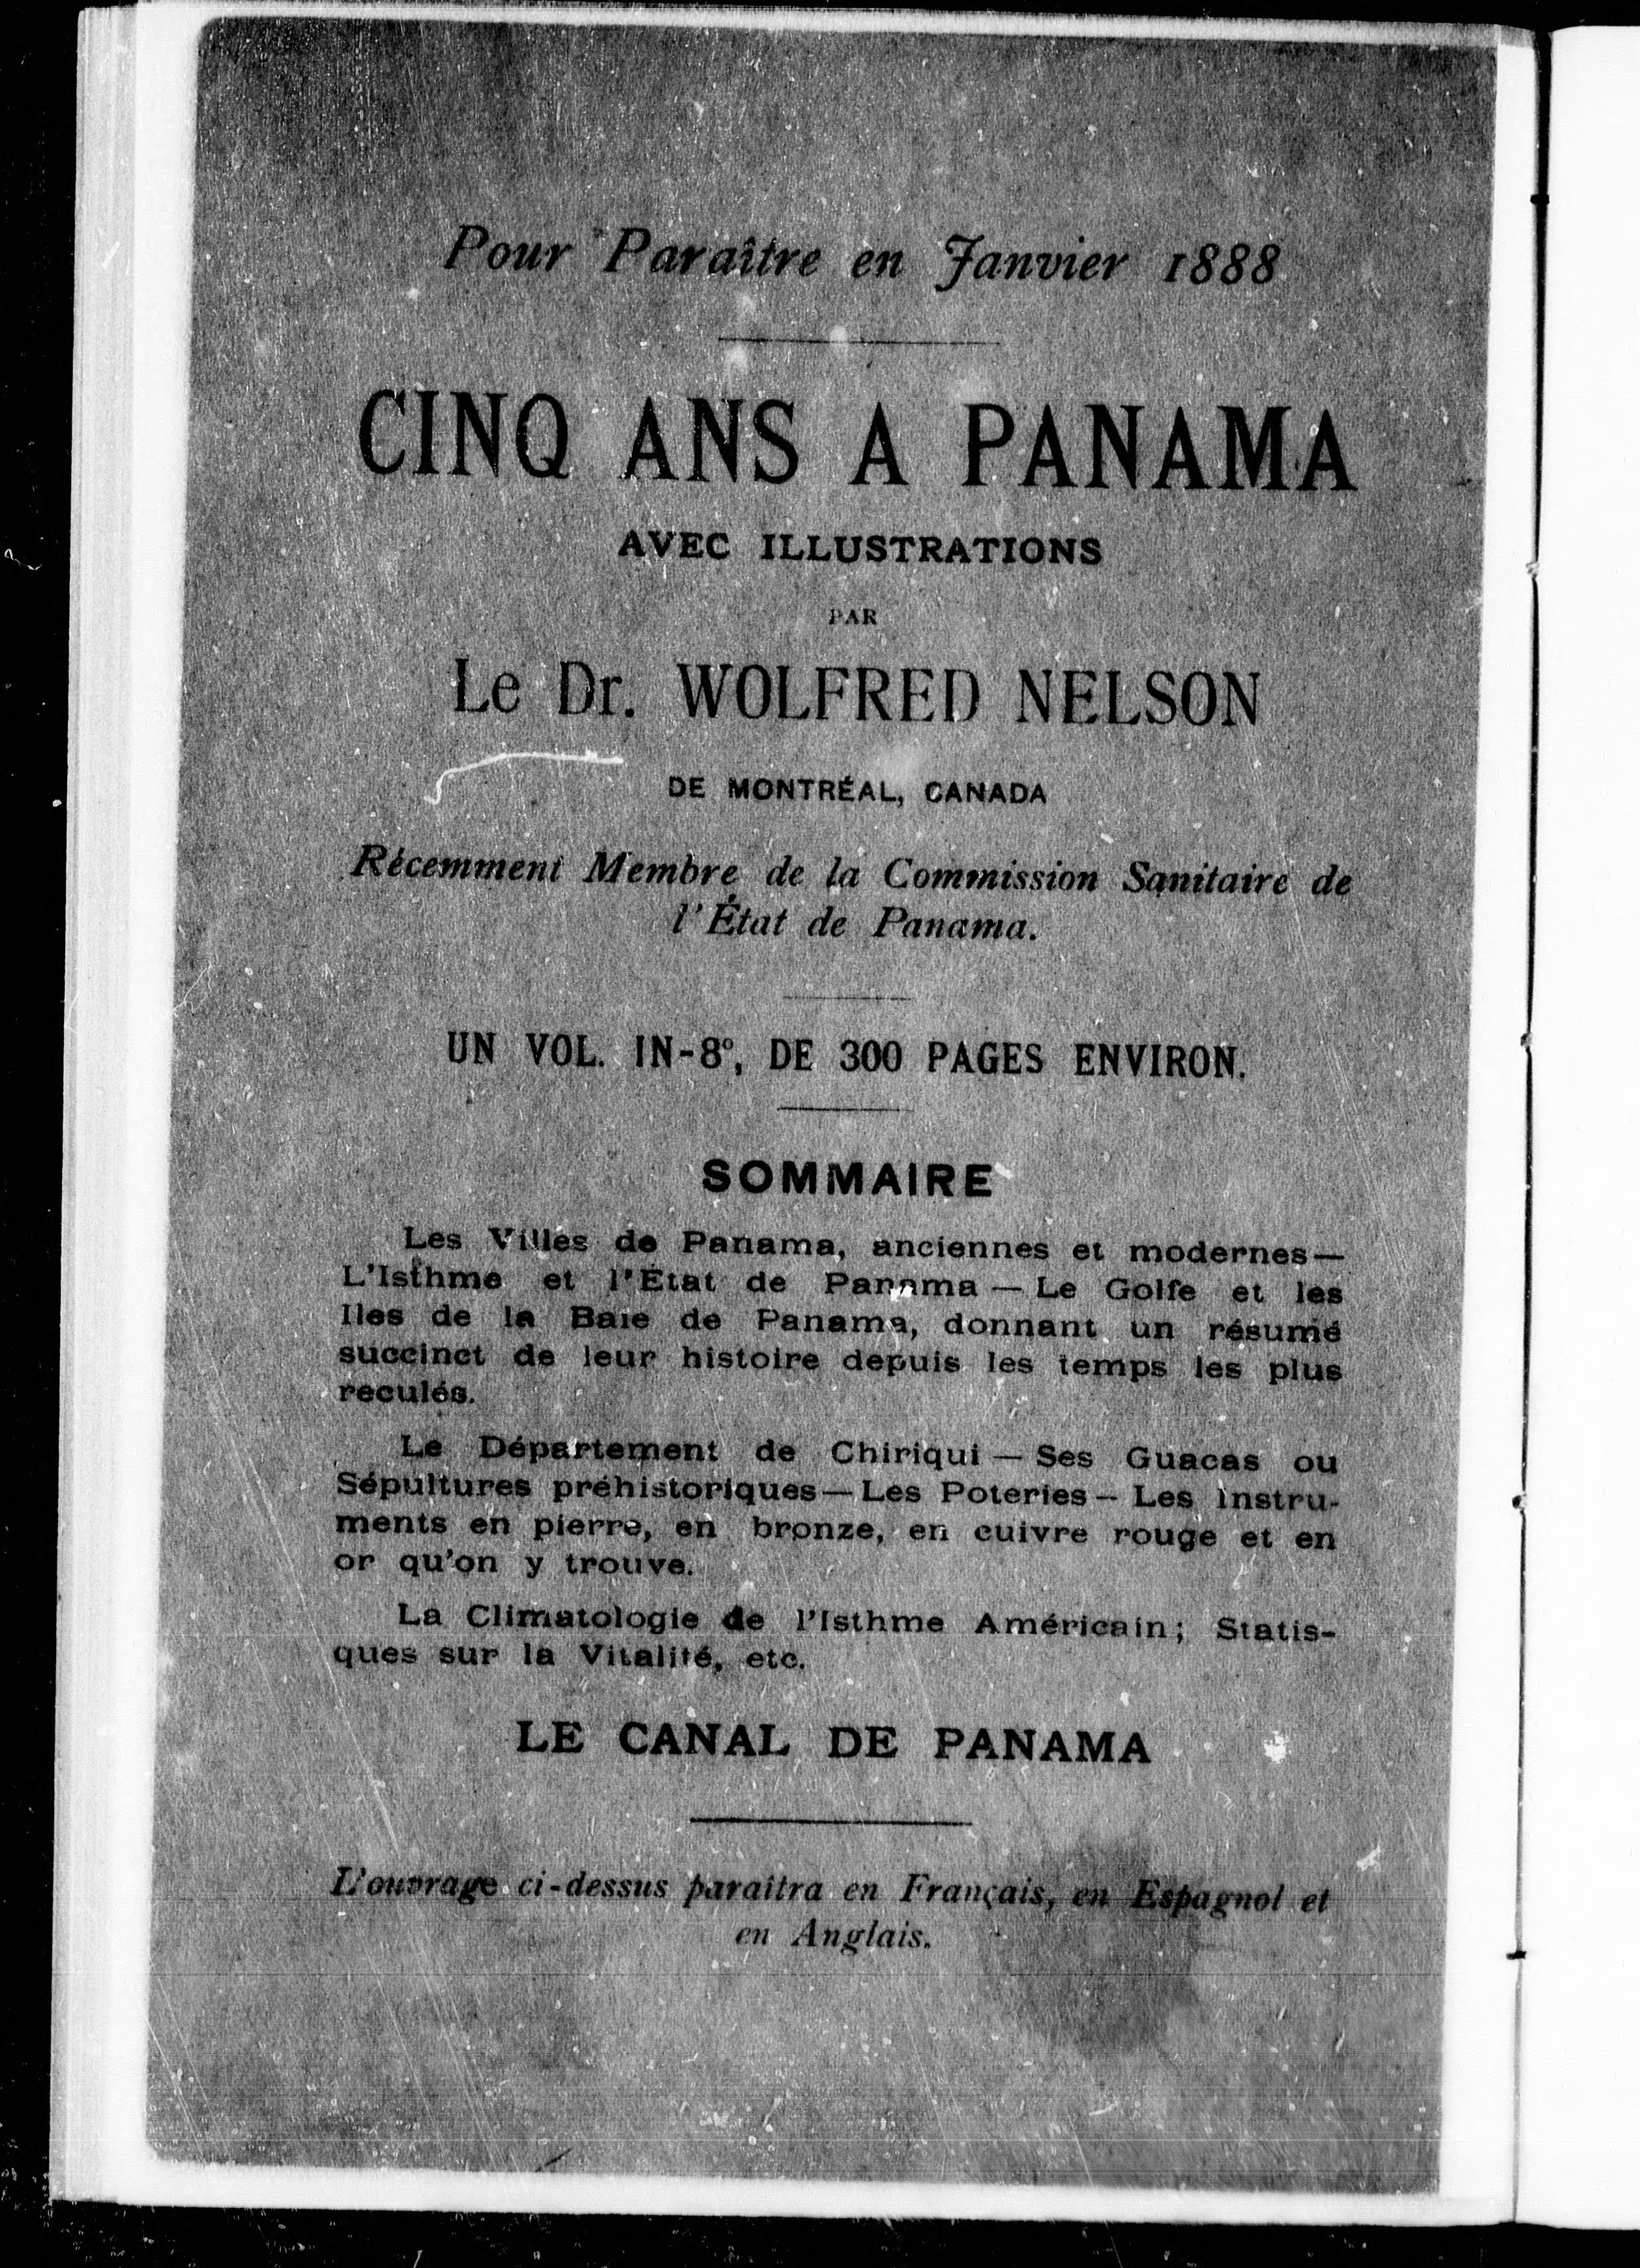 Pour Paraître en Janvier 1888
CINQ ANS A PANAMA
AVEC ILLUSTRATIONS
PAR
Le Dr. WOLFRED NELSON
DE MONTRÉAL, CANADA
Récemment Membre de la Commission Sanitaire de
l'État de Panama.
UN VOL. IN-8°, DE 300 PAGES ENVIRON.
SOMMAIRE
Les Villes de Panama, anciennes et modernes—
L'Isthme et l'État de Panama — Le Golfe et les
Iles de la Baie de Panama, donnant un résumé
succinct de leur histoire depuis les temps les plus
reculés.
Le Département de Chiriqui — Ses Guacas ou
Sépultures préhistoriques—Les Poteries—Les Instru-
ments en pierre, en bronze, en cuivre rouge et en
or qu'on y trouve.
La Climatologie de l'Isthme Américain; Statis-
ques sur la Vitalité, etc.
LE CANAL DE PANAMA
L'ouvrage ci-dessus paraîtra en Français, en Espagnol et
en Anglais.